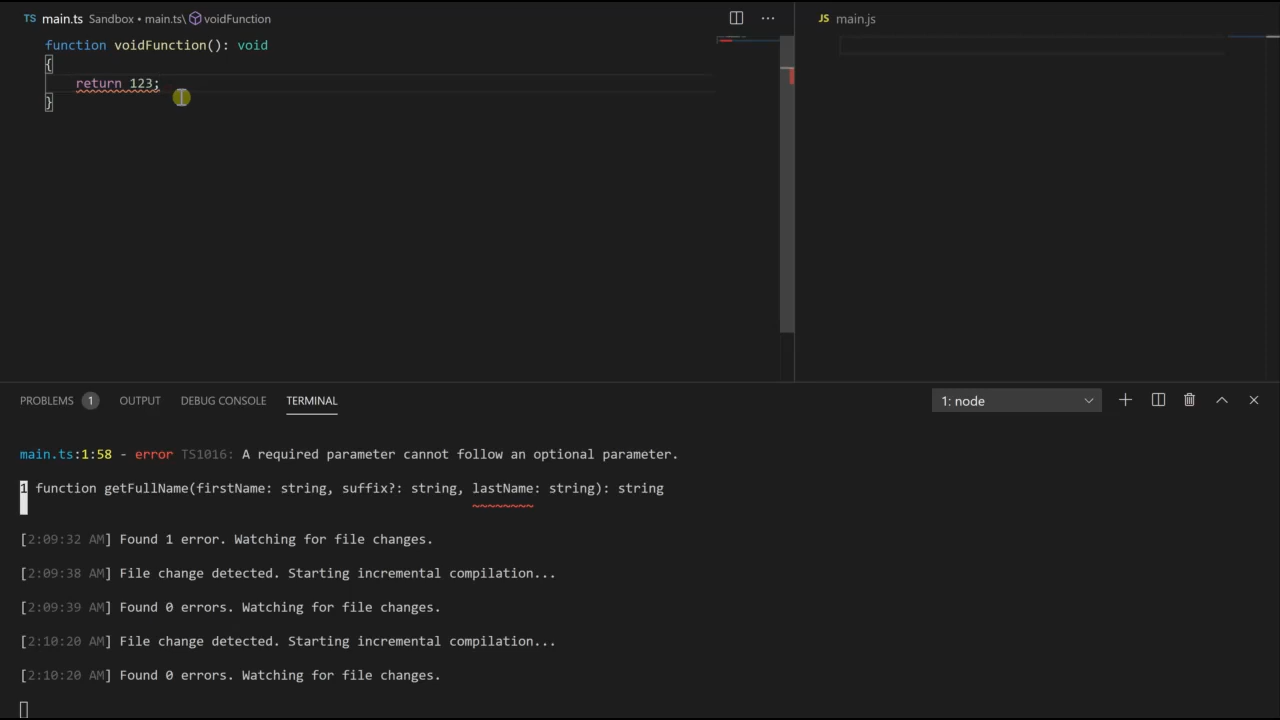 TS main.ts Sandbox • main.ts\ voidFunction
function voidFunction(): void
{
return 123;
}
JS main.js
PROBLEMS 1 OUTPUT DEBUG CONSOLE TERMINAL
1: node
main.ts:1:58 - error TS1016: A required parameter cannot follow an optional parameter.
1 function getFullName(firstName: string, suffix?: string, lastName: string): string
~~~~~~~~
[2:09:32 AM] Found 1 error. Watching for file changes.
[2:09:38 AM] File change detected. Starting incremental compilation...
[2:09:39 AM] Found 0 errors. Watching for file changes.
[2:10:20 AM] File change detected. Starting incremental compilation...
[2:10:20 AM] Found 0 errors. Watching for file changes.